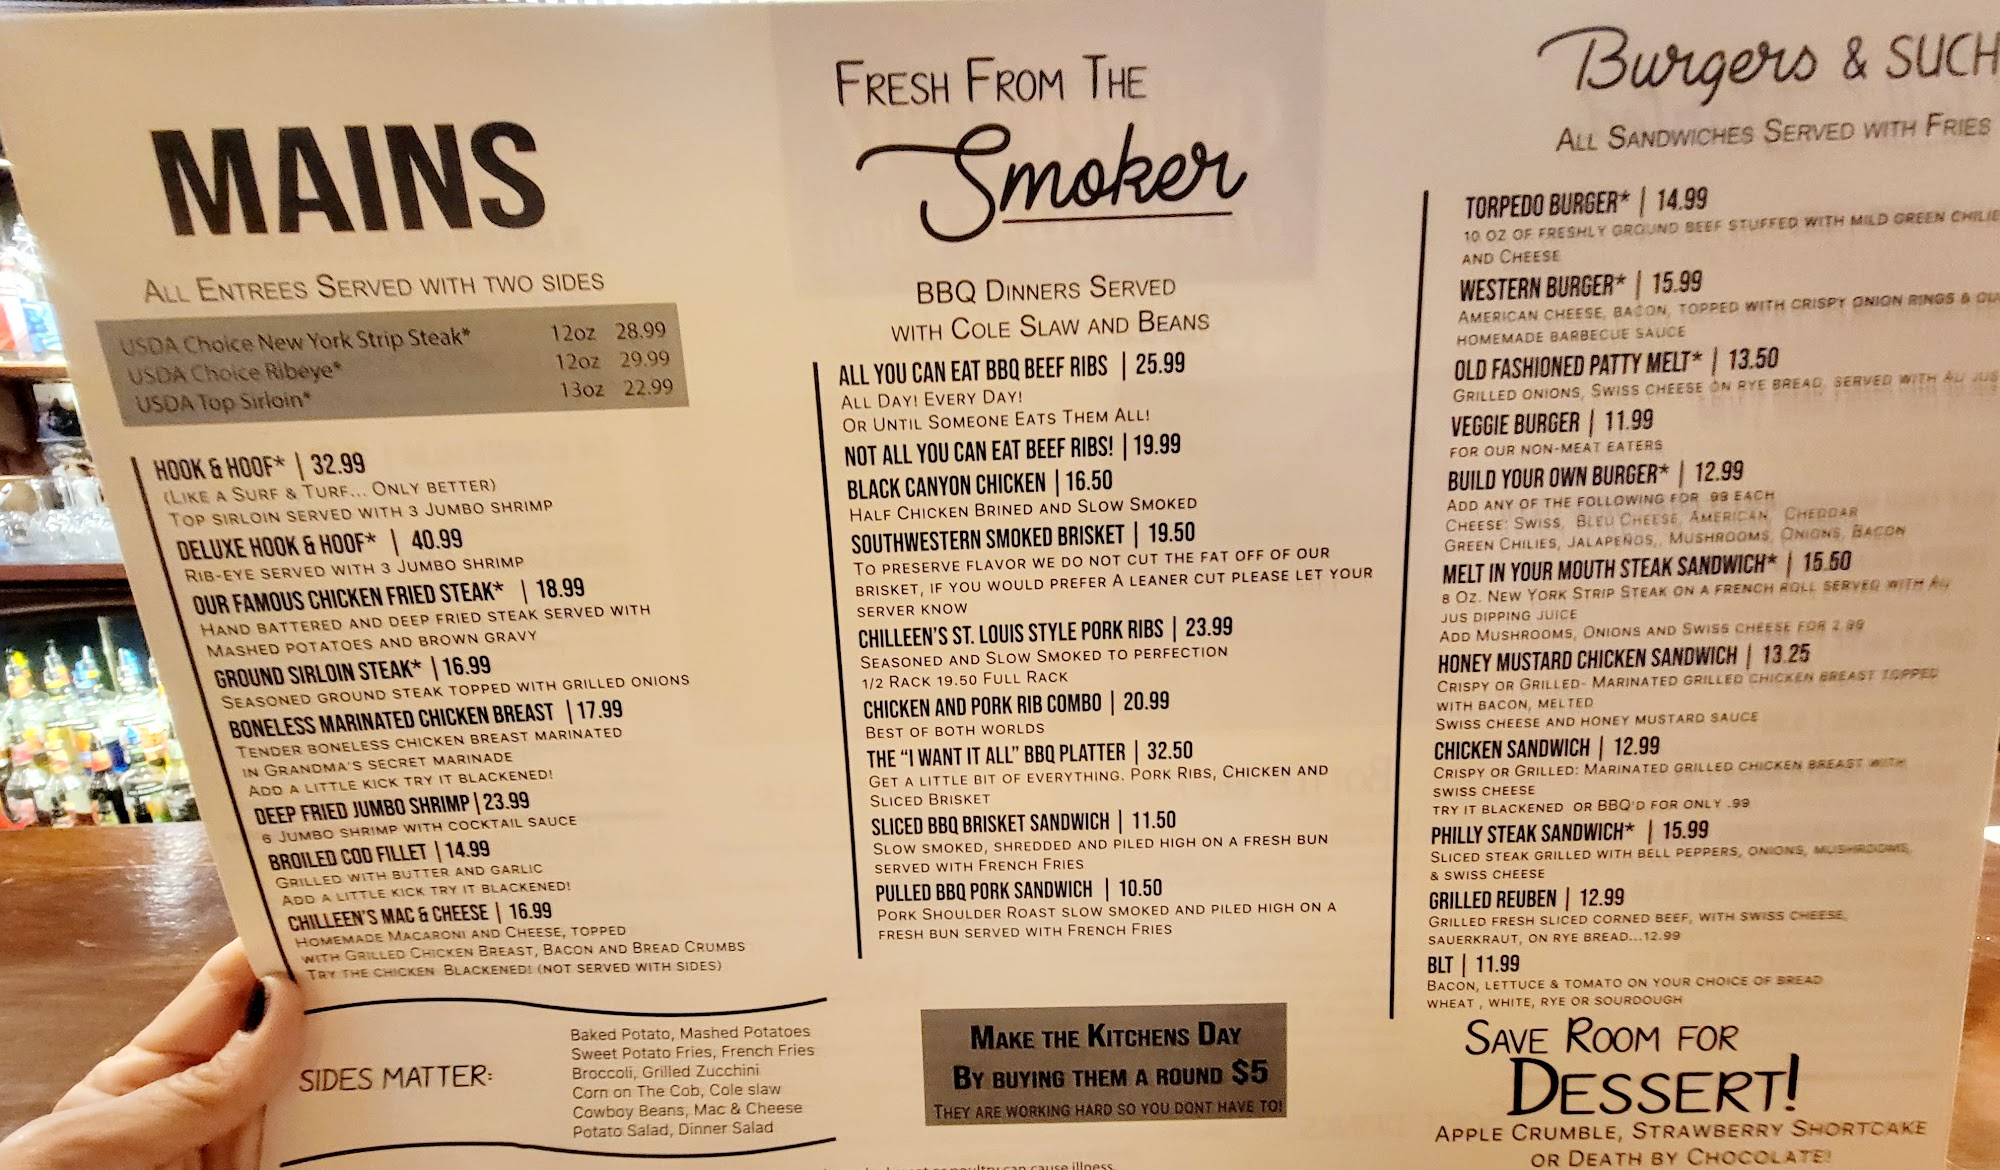 MAINS
All Entrees Served with two sides
USDA Choice New York Strip Steak* 12oz 28.99
USDA Choice Ribeye* 12oz 29.99
USDA Top Sirloin* 13oz 22.99
HOOK & HOOF* | 32.99
(Like a Surf & Turf... Only better)
Top sirloin served with 3 Jumbo shrimp
DELUXE HOOK & HOOF* | 40.99
Rib-eye served with 3 Jumbo shrimp
OUR FAMOUS CHICKEN FRIED STEAK* | 18.99
Hand battered and deep fried steak served with
mashed potatoes and brown gravy
GROUND SIRLOIN STEAK* | 16.99
Seasoned ground steak topped with grilled onions
BONELESS MARINATED CHICKEN BREAST | 17.99
Tender boneless chicken breast marinated
in Grandma's secret marinade
Add a little kick try it blackened!
DEEP FRIED JUMBO SHRIMP | 23.99
6 Jumbo shrimp with cocktail sauce
BROILED COD FILLET | 14.99
Grilled with butter and garlic
Add a little kick try it blackened!
CHILLEEN'S MAC & CHEESE | 16.99
Homemade Macaroni and Cheese, topped
with Grilled Chicken Breast, Bacon and Bread Crumbs
Try the chicken Blackened! (not served with sides)
SIDES MATTER:
Baked Potato, Mashed Potatoes
Sweet Potato Fries, French Fries
Broccoli, Grilled Zucchini
Corn on The Cob, Cole slaw
Cowboy Beans, Mac & Cheese
Potato Salad, Dinner Salad
Fresh From The
Smoker
BBQ Dinners Served
with Cole Slaw and Beans
ALL YOU CAN EAT BBQ BEEF RIBS | 25.99
All Day! Every Day!
Or Until Someone Eats Them All!
NOT ALL YOU CAN EAT BEEF RIBS! | 19.99
BLACK CANYON CHICKEN | 16.50
Half Chicken Brined and Slow Smoked
SOUTHWESTERN SMOKED BRISKET | 19.50
To preserve flavor we do not cut the fat off of our
brisket, if you would prefer a leaner cut please let your
server know
CHILLEEN'S ST. LOUIS STYLE PORK RIBS | 23.99
Seasoned and Slow Smoked to perfection
1/2 Rack 19.50 Full Rack
CHICKEN AND PORK RIB COMBO | 20.99
Best of both worlds
THE "I WANT IT ALL" BBQ PLATTER | 32.50
Get a little bit of everything. Pork Ribs, Chicken and
Sliced Brisket
SLICED BBQ BRISKET SANDWICH | 11.50
Slow smoked, shredded and piled high on a fresh bun
served with French Fries
PULLED BBQ PORK SANDWICH | 10.50
Pork Shoulder Roast slow smoked and piled high on a
fresh bun served with French Fries
Make the Kitchens Day
By buying them a round $5
They are working hard so you dont have to!
can cause illness.
Burgers & SUCH
All Sandwiches Served with Fries
TORPEDO BURGER* | 14.99
10 oz of freshly ground beef stuffed with mild green
and Cheese
WESTERN BURGER* | 15.99
American cheese, bacon, topped with crispy onion rings &
homemade barbecue sauce
OLD FASHIONED PATTY MELT* | 13.50
Grilled onions, Swiss cheese on rye bread, served with Au jus
VEGGIE BURGER | 11.99
for our non-meat eaters
BUILD YOUR OWN BURGER* | 12.99
Add any of the following for .99 each
Cheese: Swiss, Bleu Cheese, American, Cheddar
Green Chilies, Jalapeños, Mushrooms, Onions, Bacon
MELT IN YOUR MOUTH STEAK SANDWICH* | 15.50
8 Oz. New York Strip Steak on a french roll served with Au
jus dipping juice
Add Mushrooms, Onions and Swiss cheese for 2.99
HONEY MUSTARD CHICKEN SANDWICH | 13.25
Crispy or Grilled- Marinated grilled chicken breast topped
with bacon, melted
Swiss cheese and honey mustard sauce
CHICKEN SANDWICH | 12.99
Crispy or Grilled: Marinated grilled chicken breast with
swiss cheese
try it blackened or BBQ'd for only .99
PHILLY STEAK SANDWICH* | 15.99
Sliced steak grilled with bell peppers, onions, mushrooms,
& swiss cheese
GRILLED REUBEN | 12.99
Grilled fresh sliced corned beef, with swiss cheese,
sauerkraut, on rye bread...12.99
BLT | 11.99
Bacon, lettuce & tomato on your choice of bread
wheat , white, rye or sourdough
Save Room for
Dessert!
Apple Crumble, Strawberry Shortcake
or Death by Chocolate!